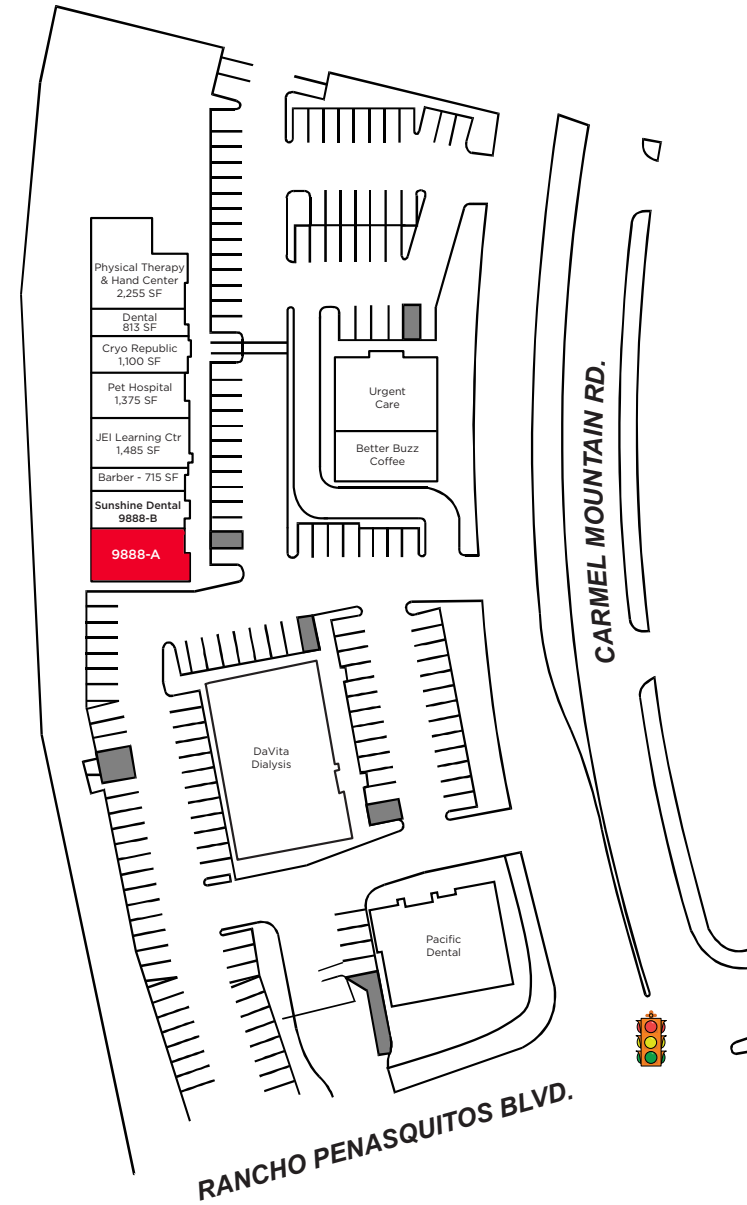 Physical Therapy
& Hand Center
2,255 SF
Dental
813 SF
Cryo Republic
1,100 SF
Pet Hospital
1,375 SF
JEI Learning Ctr
1,485 SF
Barber - 715 SF
Sunshine Dental
9888-B
9888-A
Urgent
Care
Better Buzz
Coffee
CARMEL MOUNTAIN RD.
DaVita
Dialysis
Pacific
Dental
RANCHO PENASQUITOS BLVD.